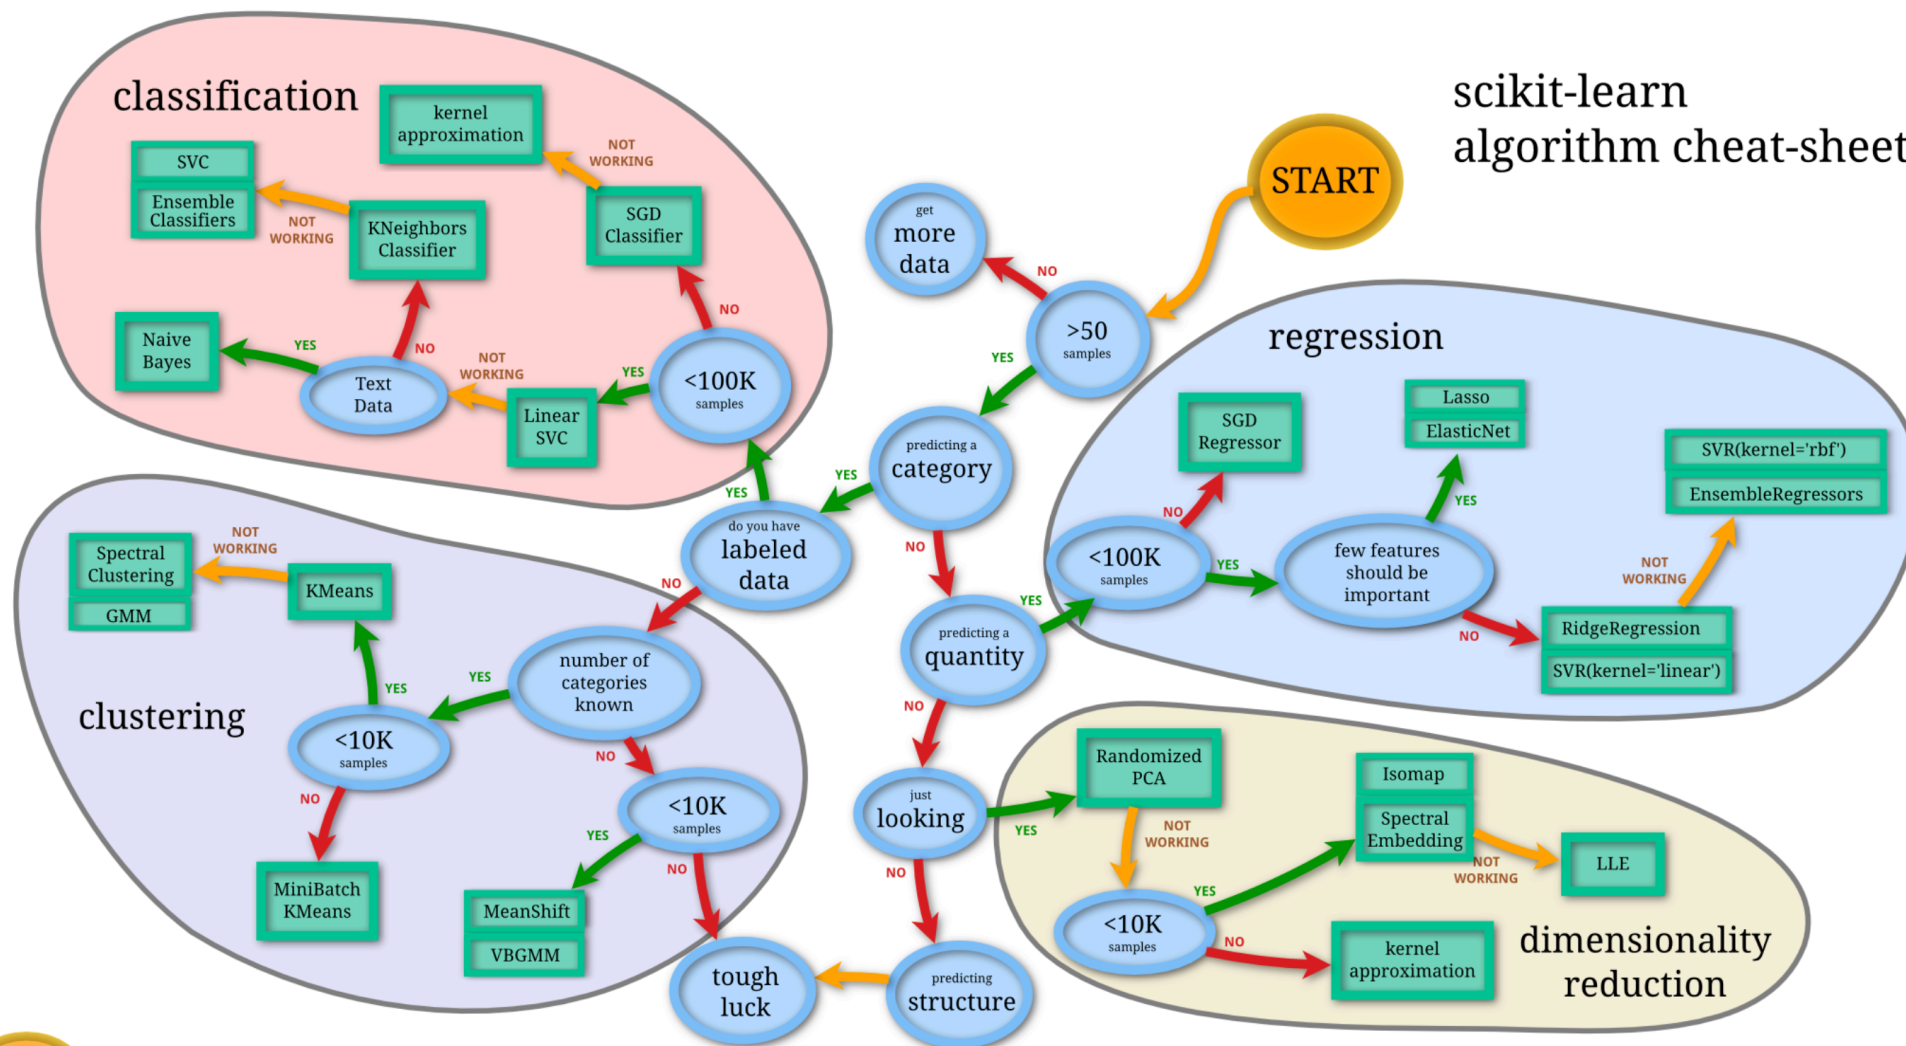 scikit-learn
algorithm cheat-sheet
START
classification
kernel
approximation
NOT
WORKING
SVC
Ensemble
Classifiers
NOT
WORKING
KNeighbors
Classifier
SGD
Classifier
NO
Naive
Bayes
YES
NO
Text
Data
NOT
WORKING
Linear
SVC
YES
<100K
samples
get
more
data
NO
>50
samples
YES
predicting a
category
YES
YES
do you have
labeled
data
NO
NO
predicting a
quantity
YES
NO
just
looking
YES
NO
predicting
structure
tough
luck
regression
SGD
Regressor
NO
<100K
samples
YES
Lasso
ElasticNet
YES
few features
should be
important
NO
SVR(kernel='rbf')
EnsembleRegressors
NOT
WORKING
RidgeRegression
SVR(kernel='linear')
clustering
Spectral
Clustering
GMM
NOT
WORKING
KMeans
YES
number of
categories
known
YES
<10K
samples
NO
NO
<10K
samples
YES
NO
MiniBatch
KMeans
MeanShift
VBGMM
Randomized
PCA
NOT
WORKING
<10K
samples
YES
NO
Isomap
Spectral
Embedding
NOT
WORKING
LLE
kernel
approximation
dimensionality
reduction